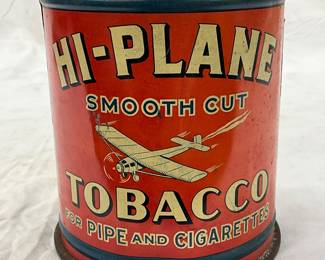 HI-PLANE
SMOOTH CUT
TOBACCO
FOR PIPE AND CIGARETTES